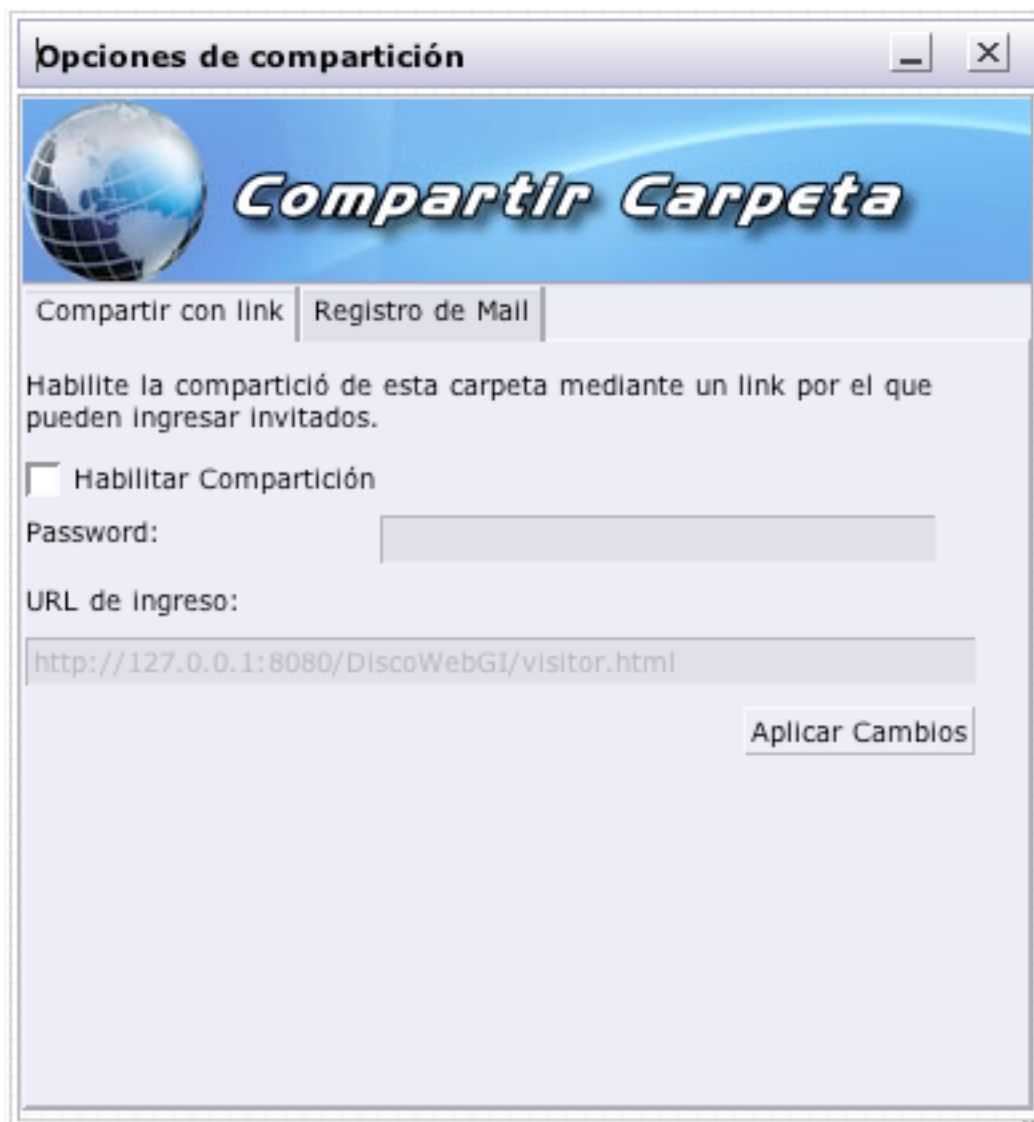 Opciones de compartición
Compartir Carpeta
Compartir con link
Registro de Mail
Habilite la compartició de esta carpeta mediante un link por el que
pueden ingresar invitados.
Habilitar Compartición
Password:
URL de ingreso:
http://127.0.0.1:8080/DiscoWebGI/visitor.html
Aplicar Cambios